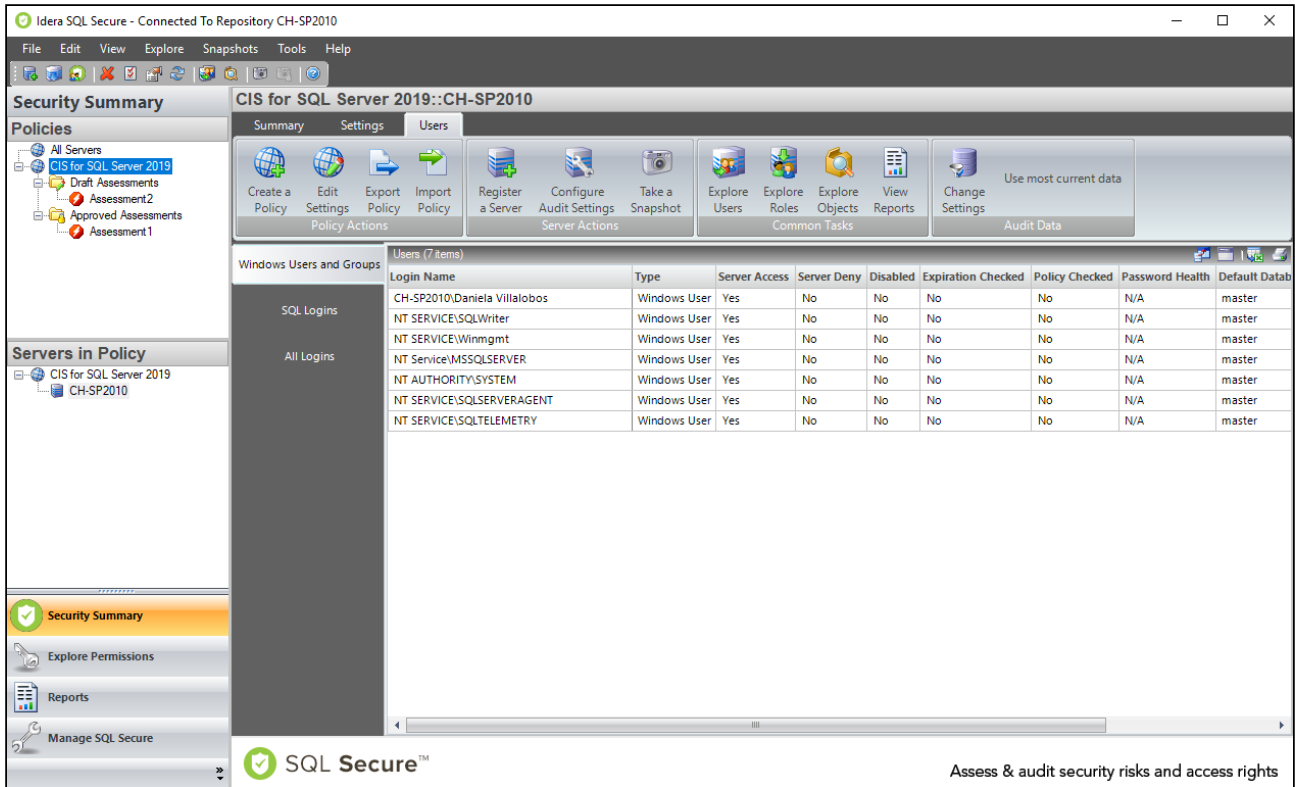 Idera SQL Secure - Connected To Repository CH-SP2010
File Edit View Explore Snapshots Tools Help
Security Summary
Policies
All Servers
CIS for SQL Server 2019
Draft Assessments
Assessment2
Approved Assessments
Assessment1
Servers in Policy
CIS for SQL Server 2019
CH-SP2010
Security Summary
Explore Permissions
Reports
Manage SQL Secure
CIS for SQL Server 2019::CH-SP2010
Summary Settings Users
Create a Policy
Edit Settings
Export Policy
Import Policy
Policy Actions
Register a Server
Configure Audit Settings
Take a Snapshot
Server Actions
Explore Users
Explore Roles
Explore Objects
View Reports
Common Tasks
Change Settings
Use most current data
Audit Data
Windows Users and Groups
SQL Logins
All Logins
Users (7 items)
Login Name Type Server Access Server Deny Disabled Expiration Checked Policy Checked Password Health Default Datab
CH-SP2010\Daniela Villalobos Windows User Yes No No No No N/A master
NT SERVICE\SQLWriter Windows User Yes No No No No N/A master
NT SERVICE\Winmgmt Windows User Yes No No No No N/A master
NT Service\MSSQLSERVER Windows User Yes No No No No N/A master
NT AUTHORITY\SYSTEM Windows User Yes No No No No N/A master
NT SERVICE\SQLSERVERAGENT Windows User Yes No No No No N/A master
NT SERVICE\SQLTELEMETRY Windows User Yes No No No No N/A master
SQL Secure™
Assess & audit security risks and access rights